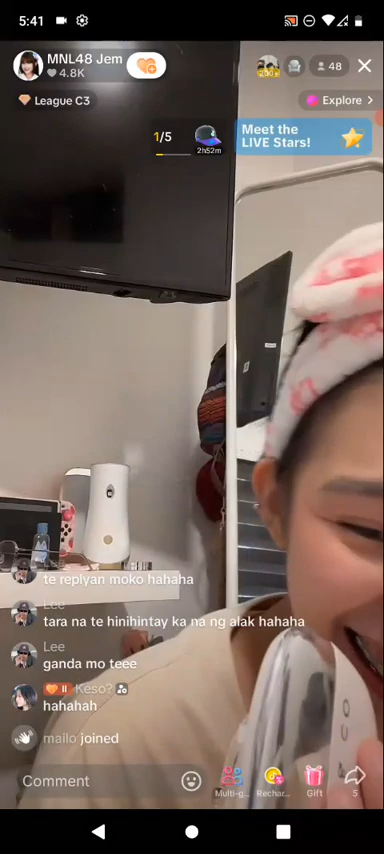 5:41
MNL48 Jem
4.8K
48
League C3
Explore >
1/5
2h52m
Meet the
LIVE Stars!
te replyan moko hahaha
Lee
tara na te hinihintay ka na ng alak hahaha
Lee
ganda mo teee
Keso?
hahahah
mallo joined
Comment
Multi-g...
Rechar...
Gift
5